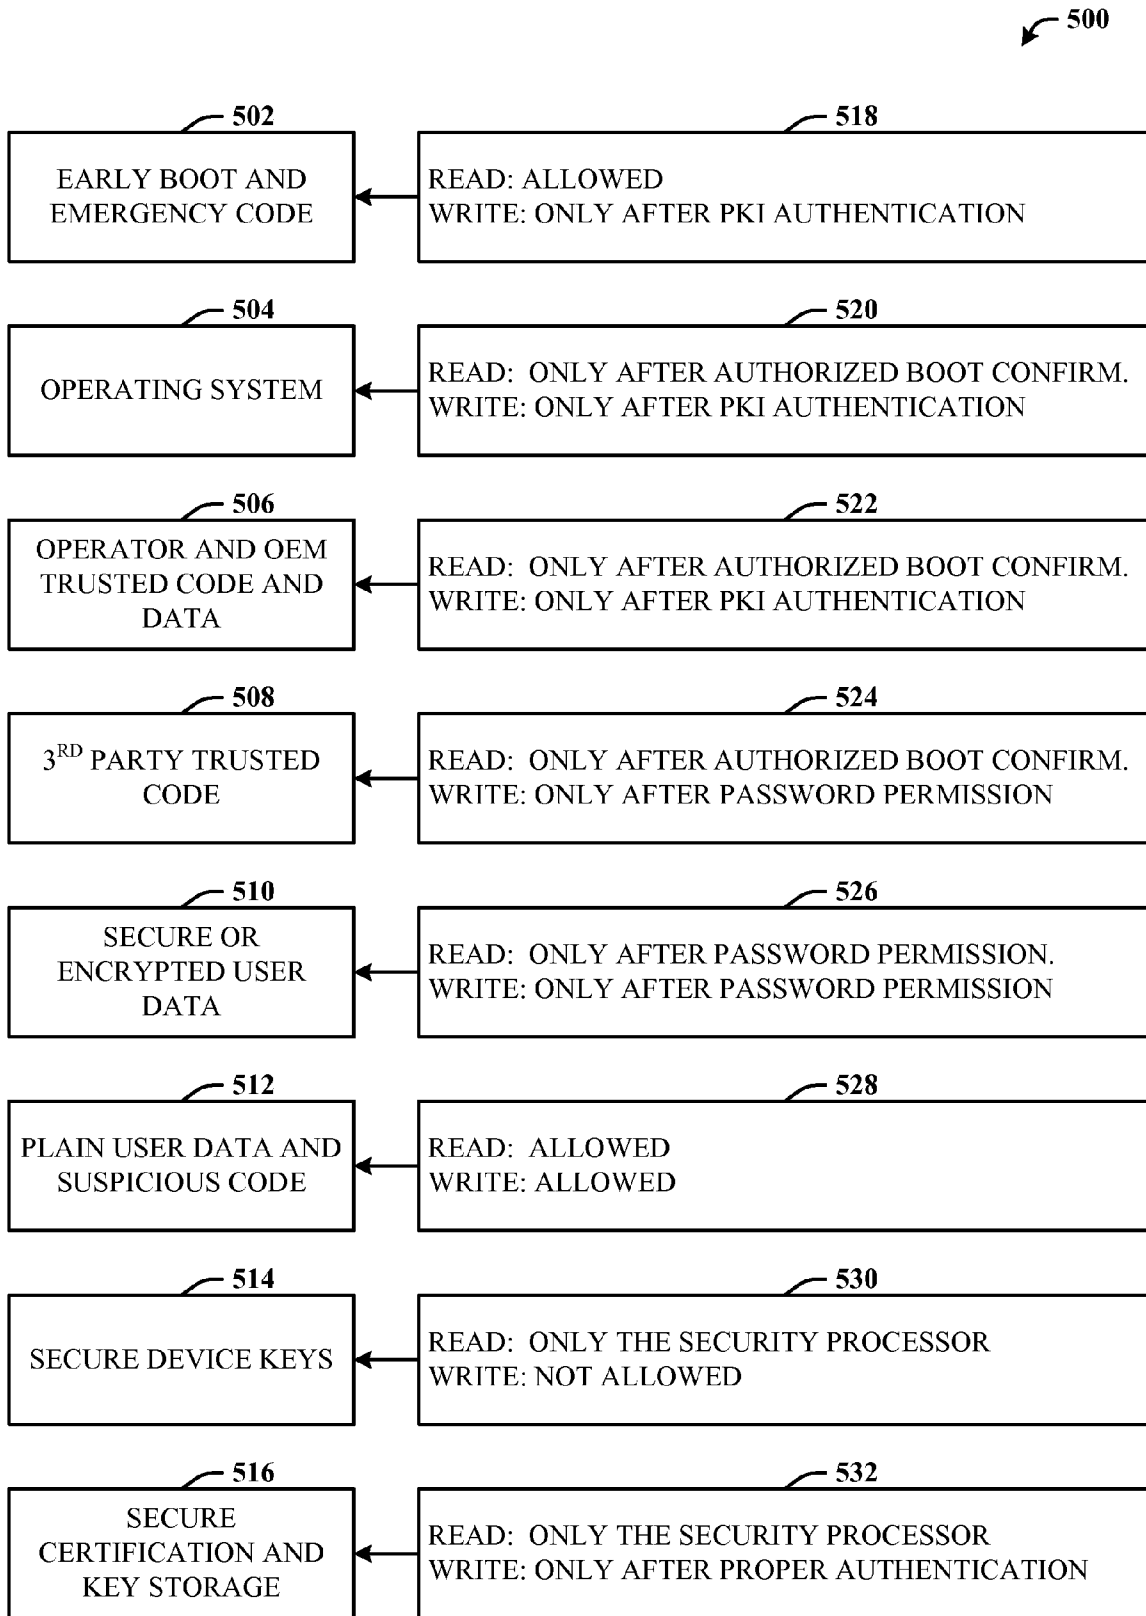 500
502
518
EARLY BOOT AND
EMERGENCY CODE
READ: ALLOWED
WRITE: ONLY AFTER PKI AUTHENTICATION
504
520
OPERATING SYSTEM
READ: ONLY AFTER AUTHORIZED BOOT CONFIRM.
WRITE: ONLY AFTER PKI AUTHENTICATION
506
522
OPERATOR AND OEM
TRUSTED CODE AND
DATA
READ: ONLY AFTER AUTHORIZED BOOT CONFIRM.
WRITE: ONLY AFTER PKI AUTHENTICATION
508
524
3RD PARTY TRUSTED
CODE
READ: ONLY AFTER AUTHORIZED BOOT CONFIRM.
WRITE: ONLY AFTER PASSWORD PERMISSION
510
526
SECURE OR
ENCRYPTED USER
DATA
READ: ONLY AFTER PASSWORD PERMISSION.
WRITE: ONLY AFTER PASSWORD PERMISSION
512
528
PLAIN USER DATA AND
SUSPICIOUS CODE
READ: ALLOWED
WRITE: ALLOWED
514
530
SECURE DEVICE KEYS
READ: ONLY THE SECURITY PROCESSOR
WRITE: NOT ALLOWED
516
532
SECURE
CERTIFICATION AND
KEY STORAGE
READ: ONLY THE SECURITY PROCESSOR
WRITE: ONLY AFTER PROPER AUTHENTICATION